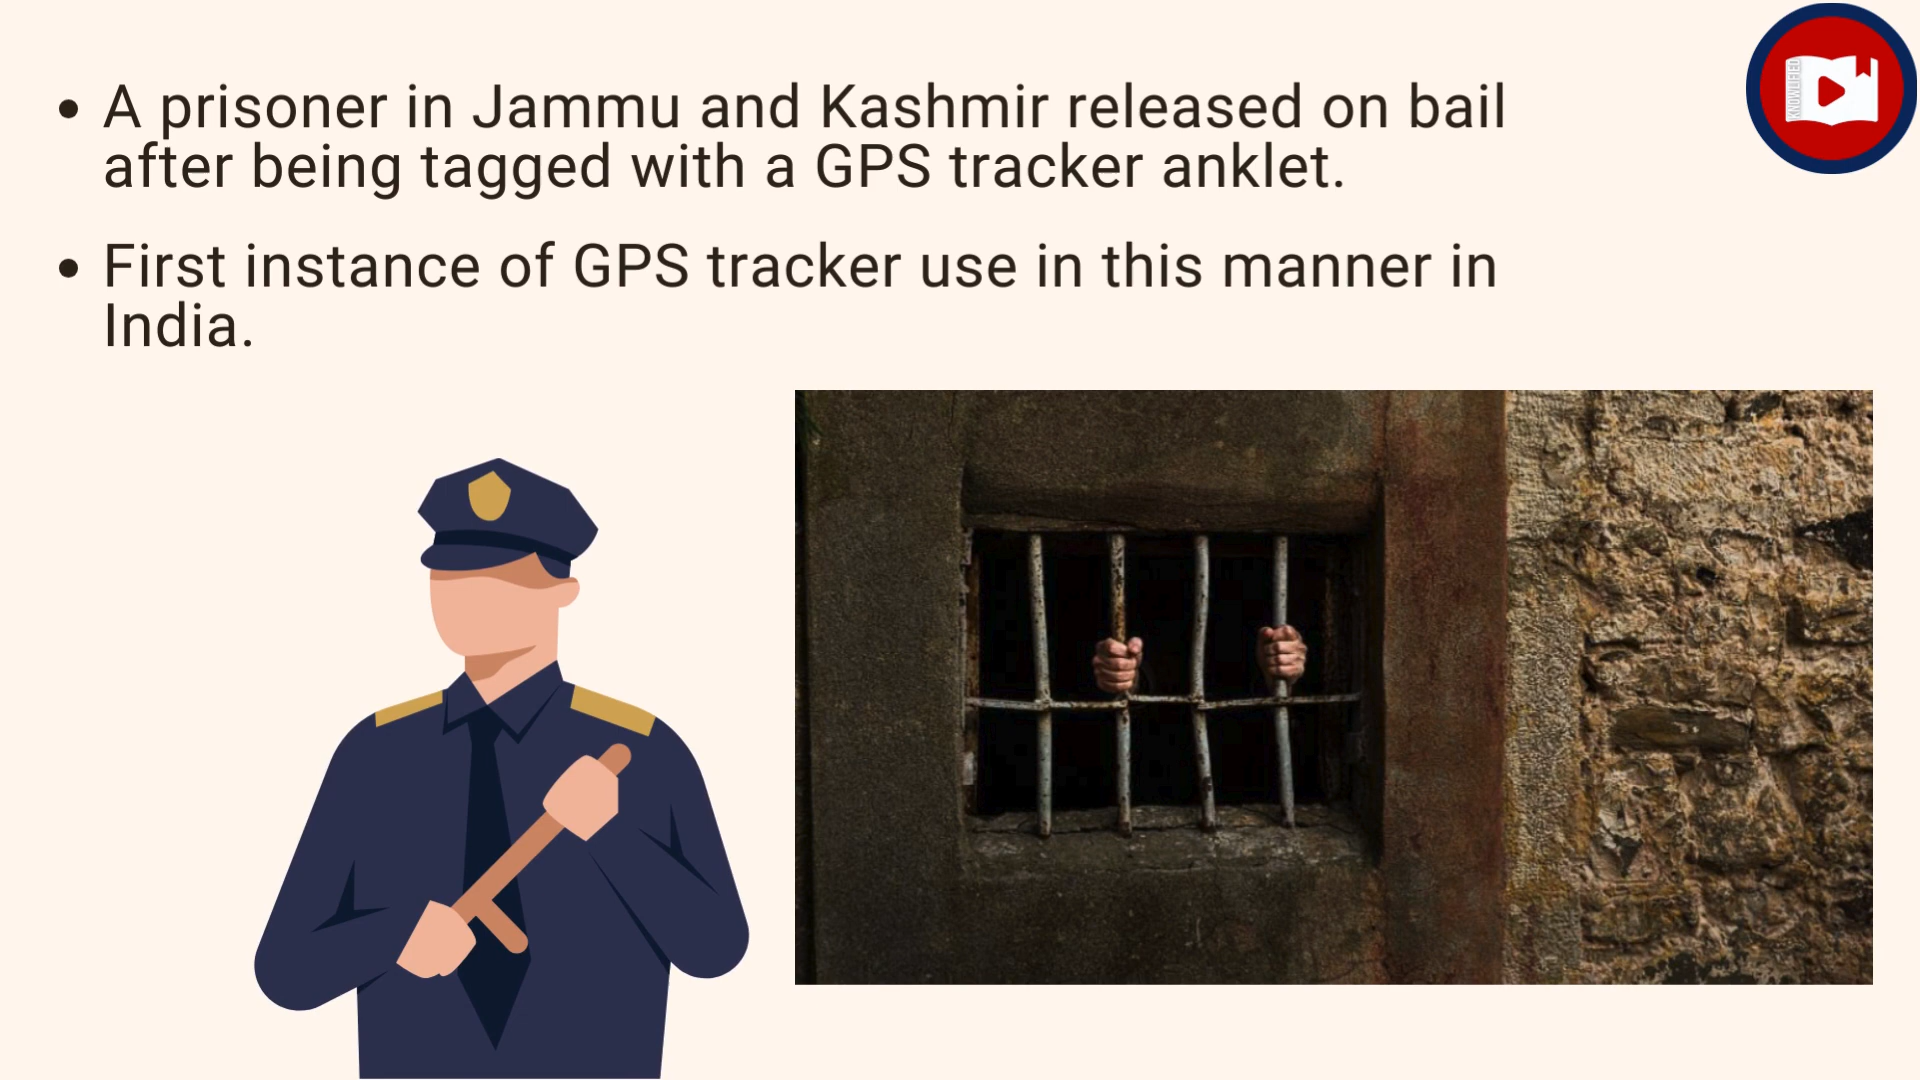 • A prisoner in Jammu and Kashmir released on bail
after being tagged with a GPS tracker anklet.
• First instance of GPS tracker use in this manner in
India.
KNOWLIFIED